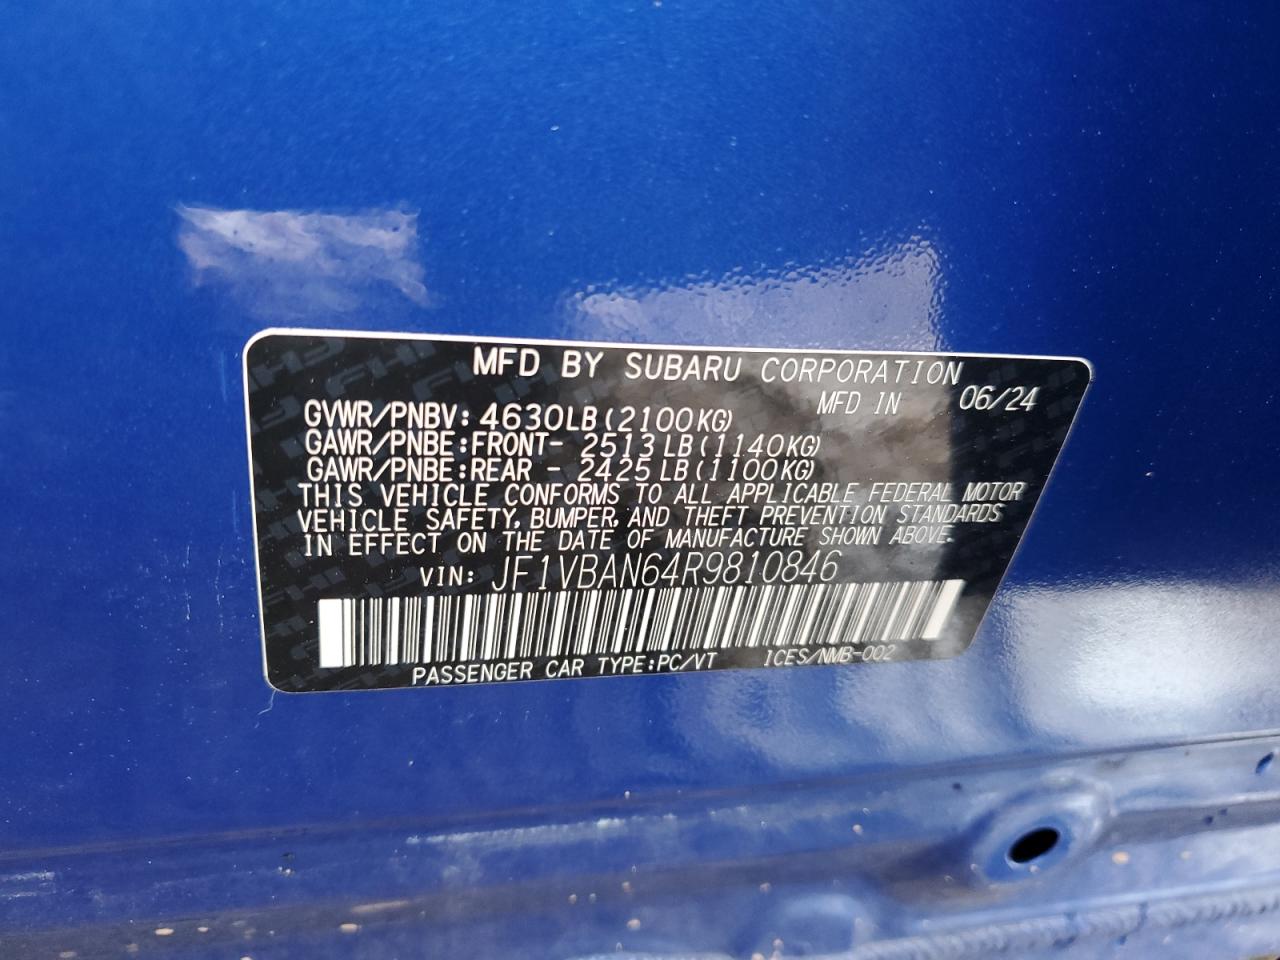 MFD BY SUBARU CORPORATION
MFD IN 06/24
GVWR/PNBV: 4630LB (2100KG)
GAWR/PNBE:FRONT- 2513 LB (1140KG)
GAWR/PNBE:REAR - 2425 LB (1100KG)
THIS VEHICLE CONFORMS TO ALL APPLICABLE FEDERAL MOTOR
VEHICLE SAFETY, BUMPER, AND THEFT PREVENTION STANDARDS
IN EFFECT ON THE DATE OF MANUFACTURE SHOWN ABOVE.
VIN: JF1VBAN64R9810846
PASSENGER CAR TYPE:PC/VT ICES/NMB-002